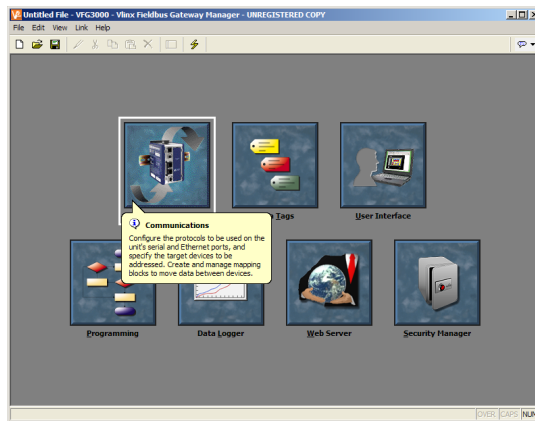 Untitled File - VFG3000 - Vlinx Fieldbus Gateway Manager - UNREGISTERED COPY
File Edit View Link Help
Tags
User Interface
Communications
Configure the protocols to be used on the
unit's serial and Ethernet ports, and
specify the target devices to be
addressed. Create and manage mapping
blocks to move data between devices.
Programming
Data Logger
Web Server
Security Manager
OVER CAPS NUM